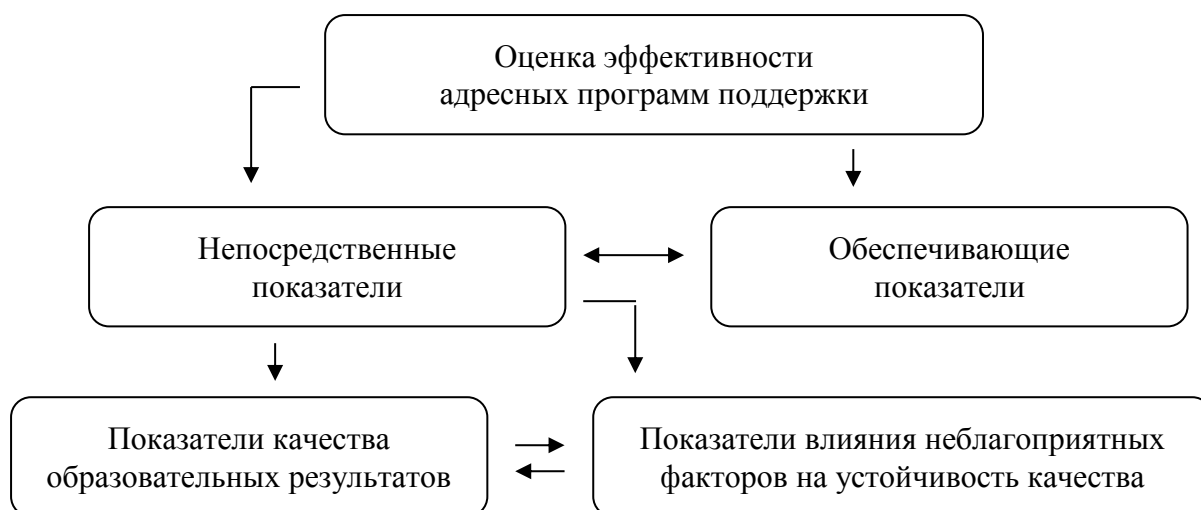 Оценка эффективности
адресных программ поддержки
Непосредственные
показатели
Обеспечивающие
показатели
Показатели качества
образовательных результатов
Показатели влияния неблагоприятных
факторов на устойчивость качества